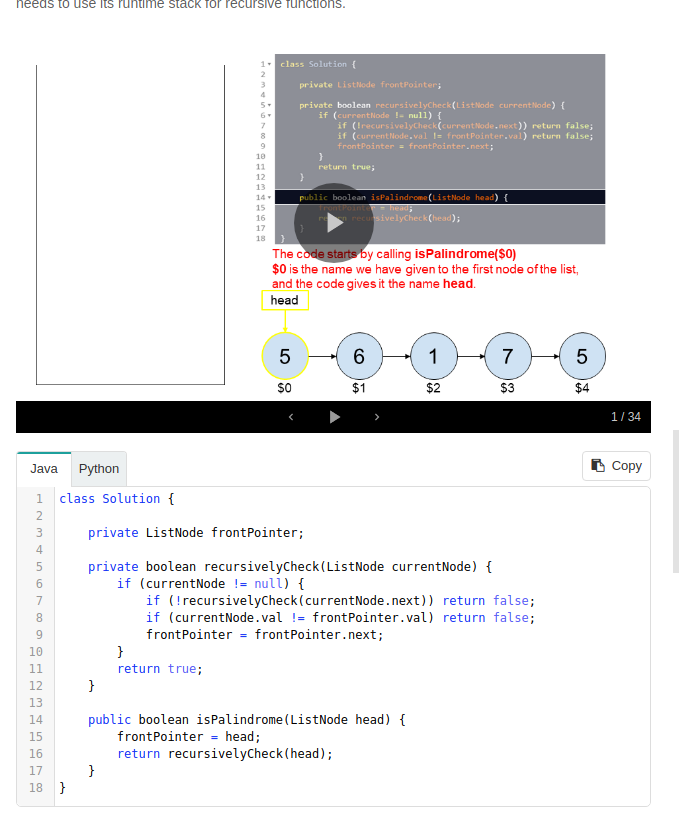 needs to use its runtime stack for recursive functions.
1 class Solution {
2
3 private ListNode frontPointer;
4
5 private boolean recursivelyCheck(ListNode currentNode) {
6 if (currentNode != null) {
7 if (!recursivelyCheck(currentNode.next)) return false;
8 if (currentNode.val != frontPointer.val) return false;
9 frontPointer = frontPointer.next;
10 }
11 return true;
12 }
13
14 public boolean isPalindrome(ListNode head) {
15 frontPointer = head;
16 return recursivelyCheck(head);
17 }
18 }
The code starts by calling isPalindrome($0)
$0 is the name we have given to the first node of the list,
and the code gives it the name head.
head
5 6 1 7 5
$0 $1 $2 $3 $4
1 / 34
Java Python Copy
1 class Solution {
2
3 private ListNode frontPointer;
4
5 private boolean recursivelyCheck(ListNode currentNode) {
6 if (currentNode != null) {
7 if (!recursivelyCheck(currentNode.next)) return false;
8 if (currentNode.val != frontPointer.val) return false;
9 frontPointer = frontPointer.next;
10 }
11 return true;
12 }
13
14 public boolean isPalindrome(ListNode head) {
15 frontPointer = head;
16 return recursivelyCheck(head);
17 }
18 }